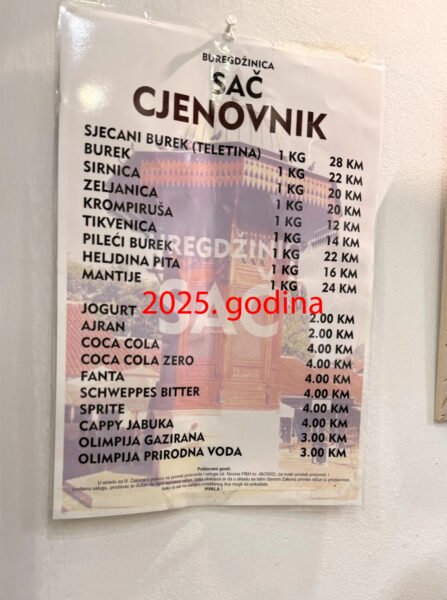 BUREGDŽINICA
SAČ
CJENOVNIK
SJECANI BUREK (TELETINA) 1 KG 28 KM
BUREK 1 KG 22 KM
SIRNICA 1 KG 20 KM
ZELJANICA 1 KG 20 KM
KROMPIRUŠA 1 KG 12 KM
TIKVENICA 1 KG 14 KM
PILEĆI BUREK 1 KG 22 KM
HELJDINA PITA 1 KG 16 KM
MANTIJE 1 KG 24 KM
BUREGDŽINI
SAČ
2025. godina
JOGURT 2.00 KM
AJRAN 2.00 KM
COCA COLA 4.00 KM
COCA COLA ZERO 4.00 KM
FANTA 4.00 KM
SCHWEPPES BITTER 4.00 KM
SPRITE 4.00 KM
CAPPY JABUKA 4.00 KM
OLIMPIJA GAZIRANA 3.00 KM
OLIMPIJA PRIRODNA VODA 3.00 KM
Poštovani gosti:
HVALA !